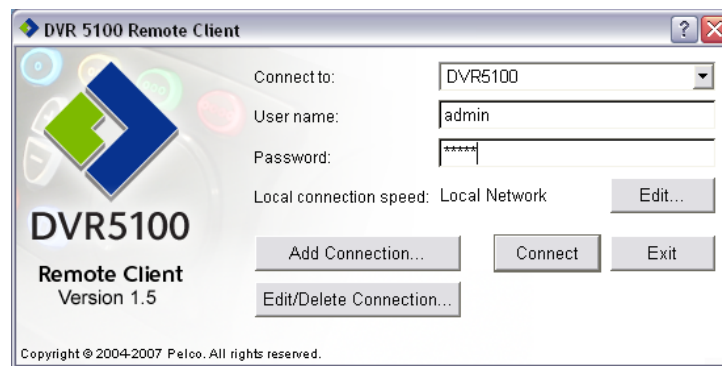 DVR 5100 Remote Client
Connect to: DVR5100
User name: admin
Password: *****
Local connection speed: Local Network Edit...
DVR5100
Remote Client
Version 1.5
Add Connection... Connect Exit
Edit/Delete Connection...
Copyright © 2004-2007 Pelco. All rights reserved.